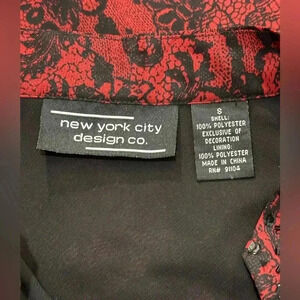 new york city
design co.
S
SHELL:
100% POLYESTER
EXCLUSIVE OF
DECORATION
LINING:
100% POLYESTER
MADE IN CHINA
RN# 91104